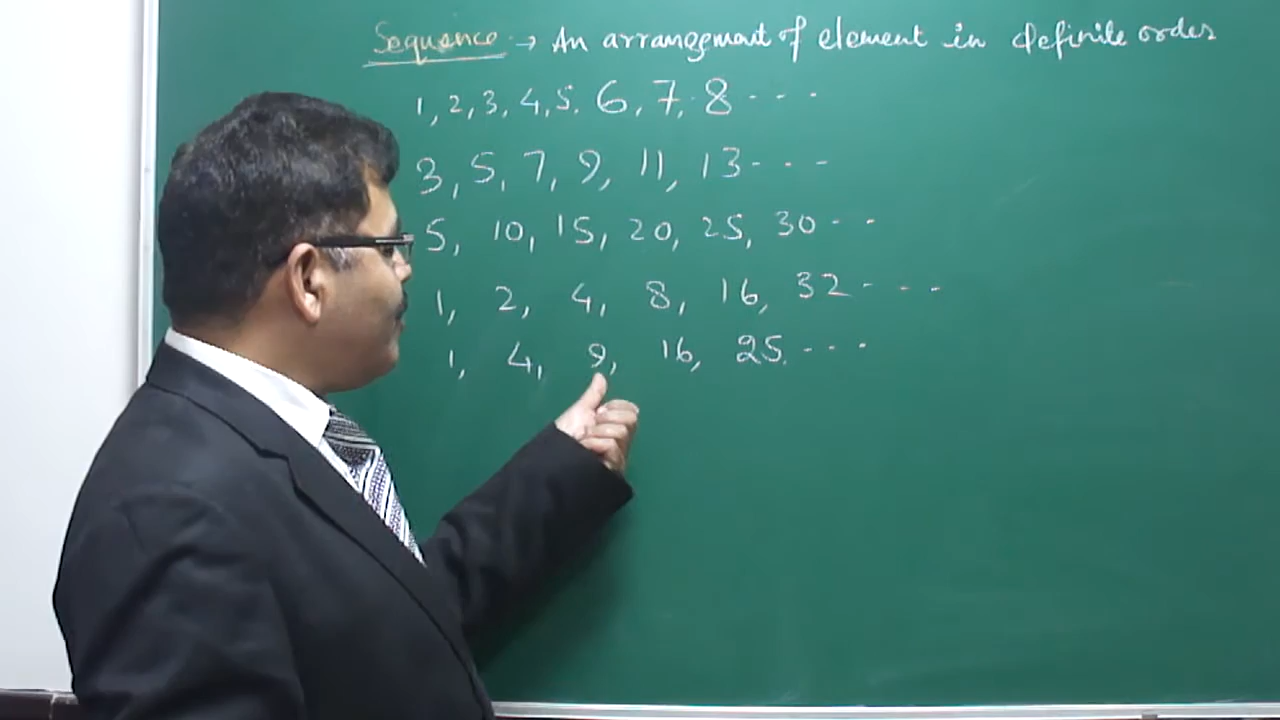 Sequence → An arrangement of element in definite order
1, 2, 3, 4, 5, 6, 7, 8 . . .
3, 5, 7, 9, 11, 13 - - -
5, 10, 15, 20, 25, 30 - -
1, 2, 4, 8, 16, 32 - - - -
1, 4, 9, 16, 25, - - -